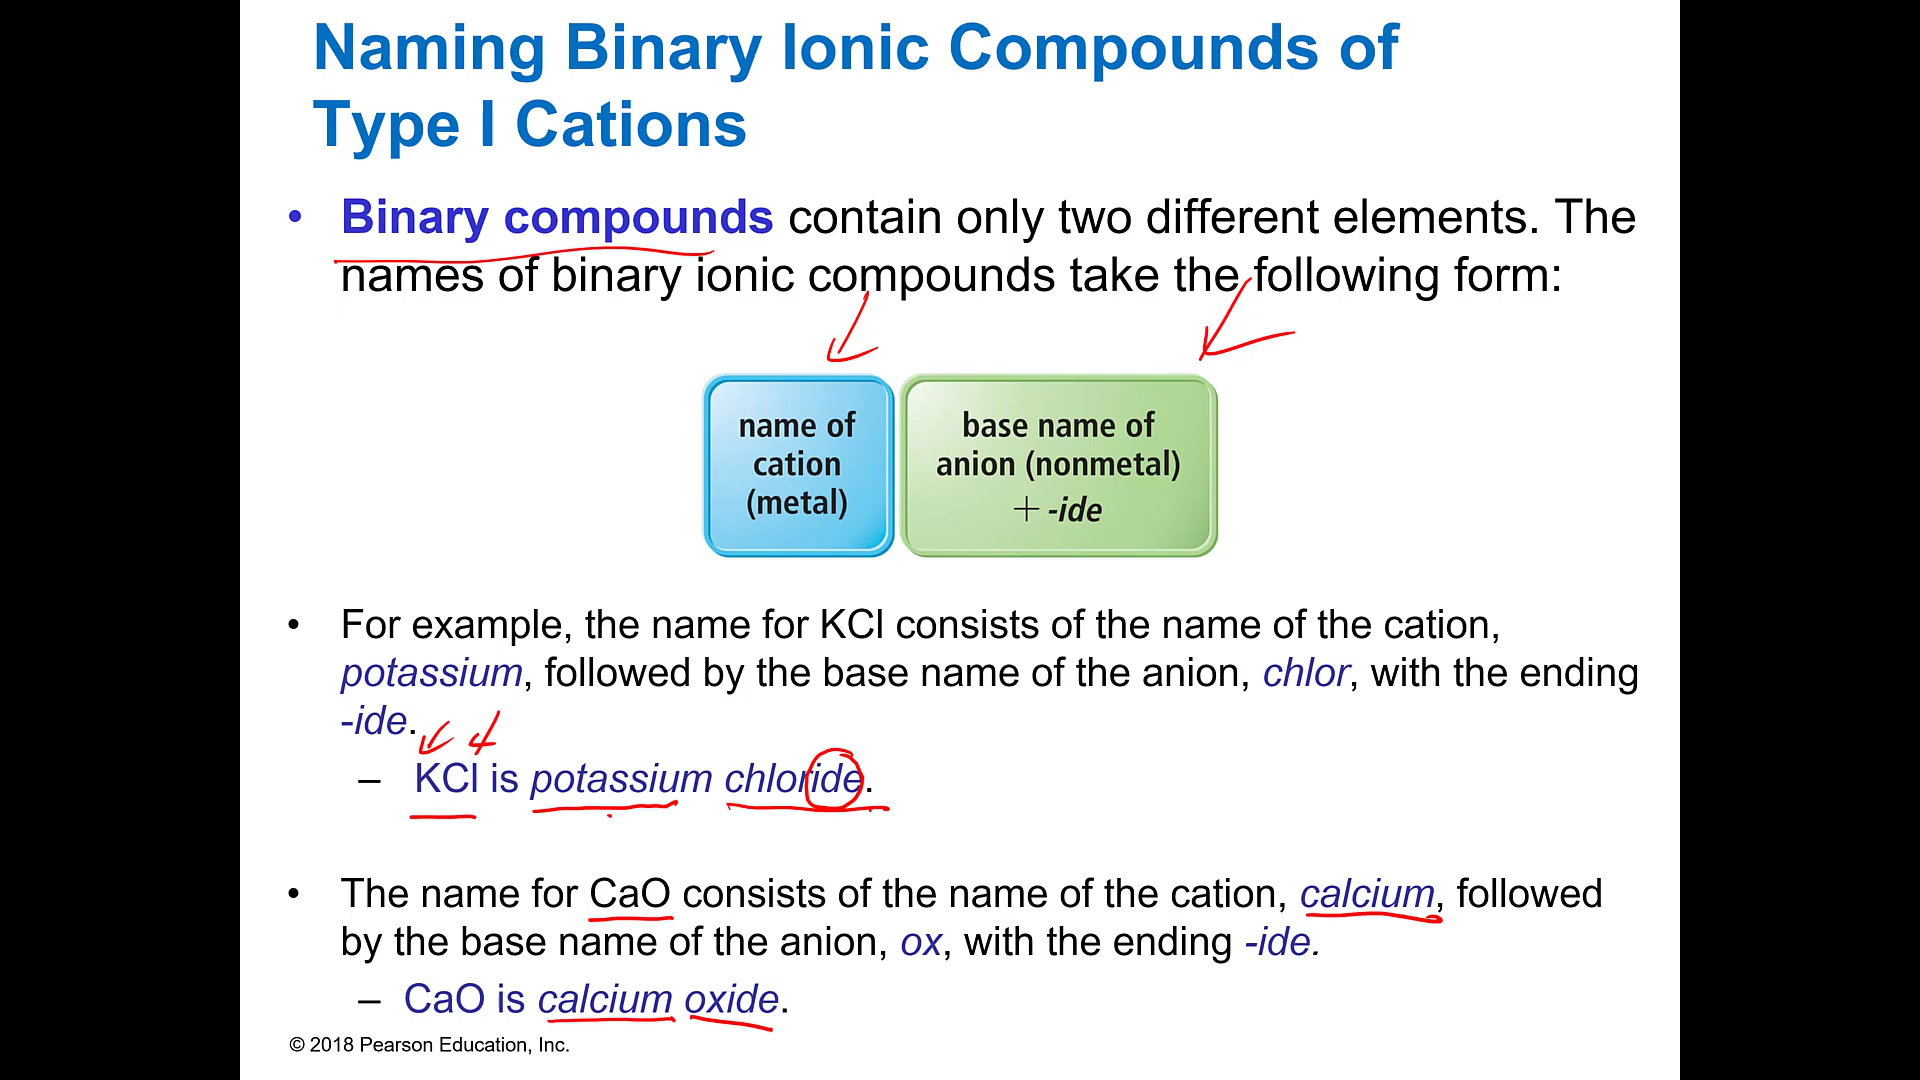 Naming Binary Ionic Compounds of
Type I Cations
• Binary compounds contain only two different elements. The
names of binary ionic compounds take the following form:
name of
cation
(metal)
base name of
anion (nonmetal)
+ -ide
• For example, the name for KCl consists of the name of the cation,
potassium, followed by the base name of the anion, chlor, with the ending
-ide.
– KCl is potassium chloride.
• The name for CaO consists of the name of the cation, calcium, followed
by the base name of the anion, ox, with the ending -ide.
– CaO is calcium oxide.
© 2018 Pearson Education, Inc.